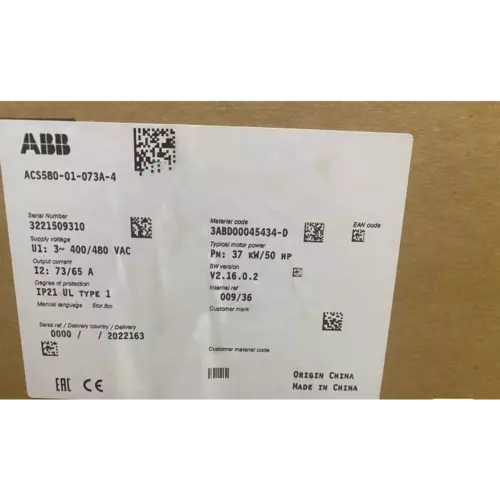 ABB
ACS580-01-073A-4
Serial Number
3221509310
Supply voltage
U1: 3~ 400/480 VAC
Output current
I2: 73/65 A
Degree of protection
IP21 UL TYPE 1
Manual language
Material code
3ABD00045434-D
Typical motor power
PN: 37 KW/50 HP
SW version
V2.16.0.2
Internal ref
009/36
Customer mark
EAN code
Sales ref / Delivery country / Delivery
0000 / / 2022163
Customer material code
EAC CE
ORIGIN CHINA
MADE IN CHINA